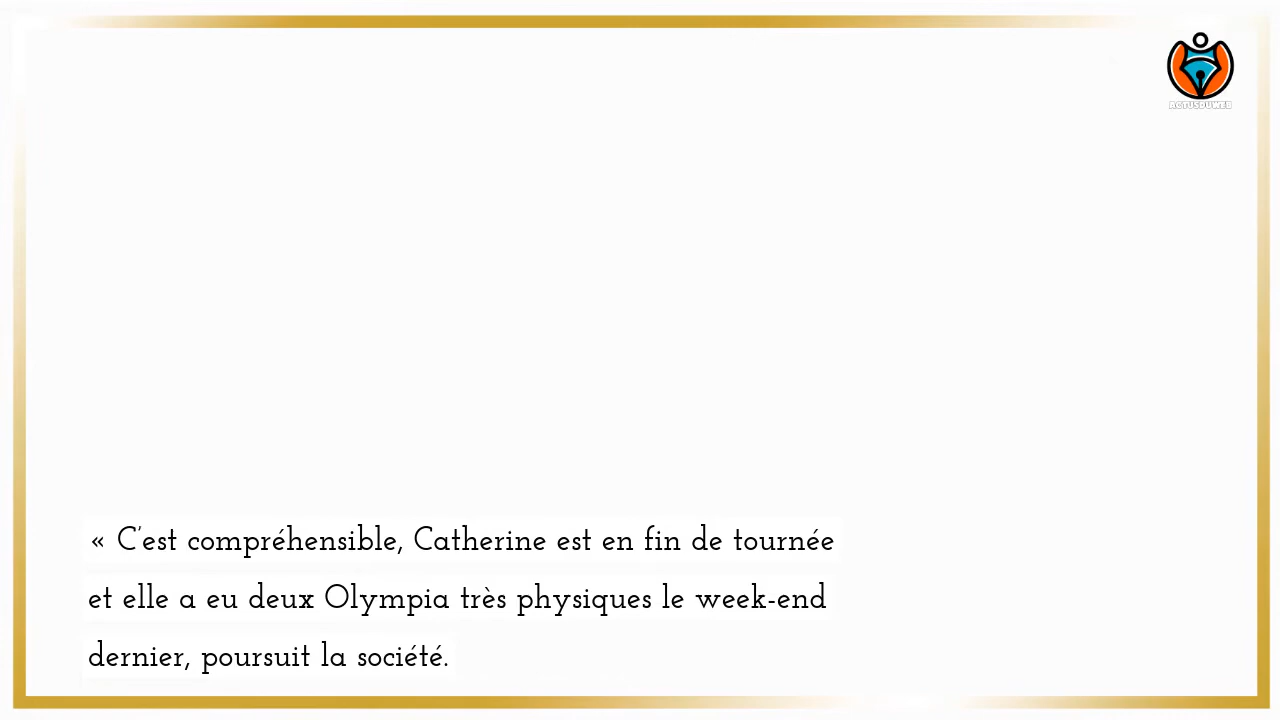 ACTUSDUWEB
« C'est compréhensible, Catherine est en fin de tournée
et elle a eu deux Olympia très physiques le week-end
dernier, poursuit la société.